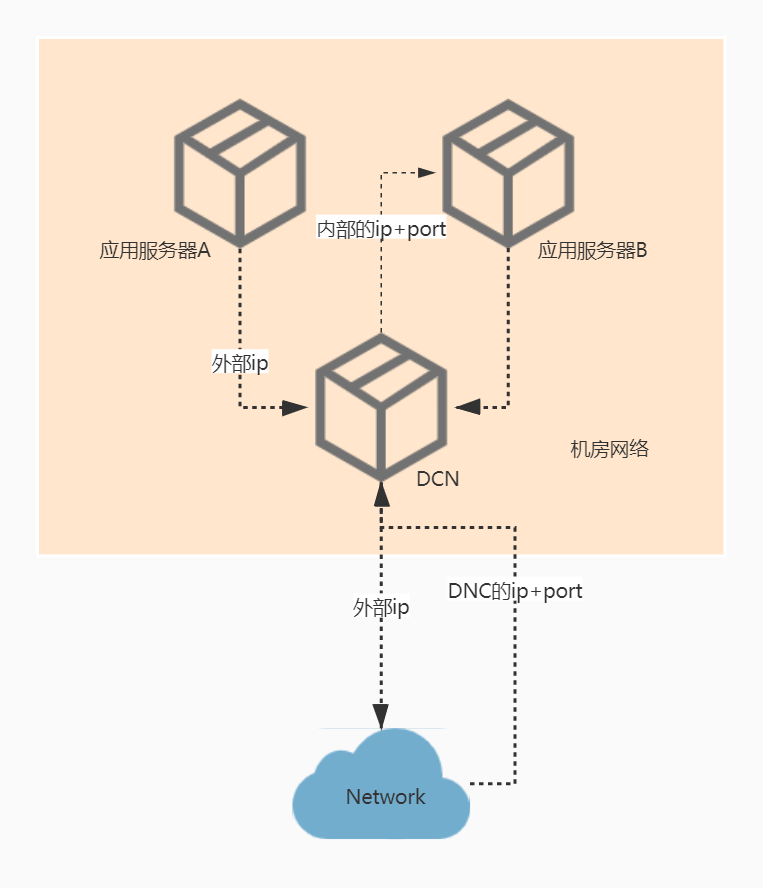 内部的ip+port
应用服务器A
应用服务器B
外部ip
机房网络
DCN
DNC的ip+port
外部ip
Network